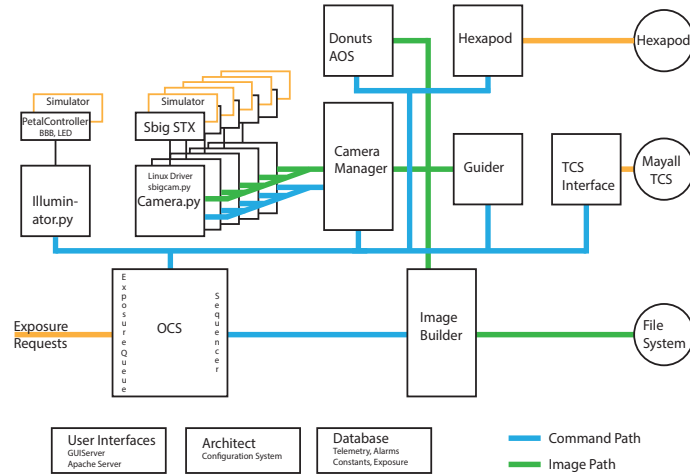 Donuts
AOS
Hexapod
Hexapod
Simulator
PetalController
BBB, LED
Simulator
Sbig STX
Linux Driver
sbigcam.py
Camera.py
Illumin-
ator.py
Camera
Manager
Guider
TCS
Interface
Mayall
TCS
Exposure
Requests
ExposureQueue
OCS
Sequencer
Image
Builder
File
System
User Interfaces
GUIServer
Apache Server
Architect
Configuration System
Database
Telemetry, Alarms
Constants, Exposure
Command Path
Image Path